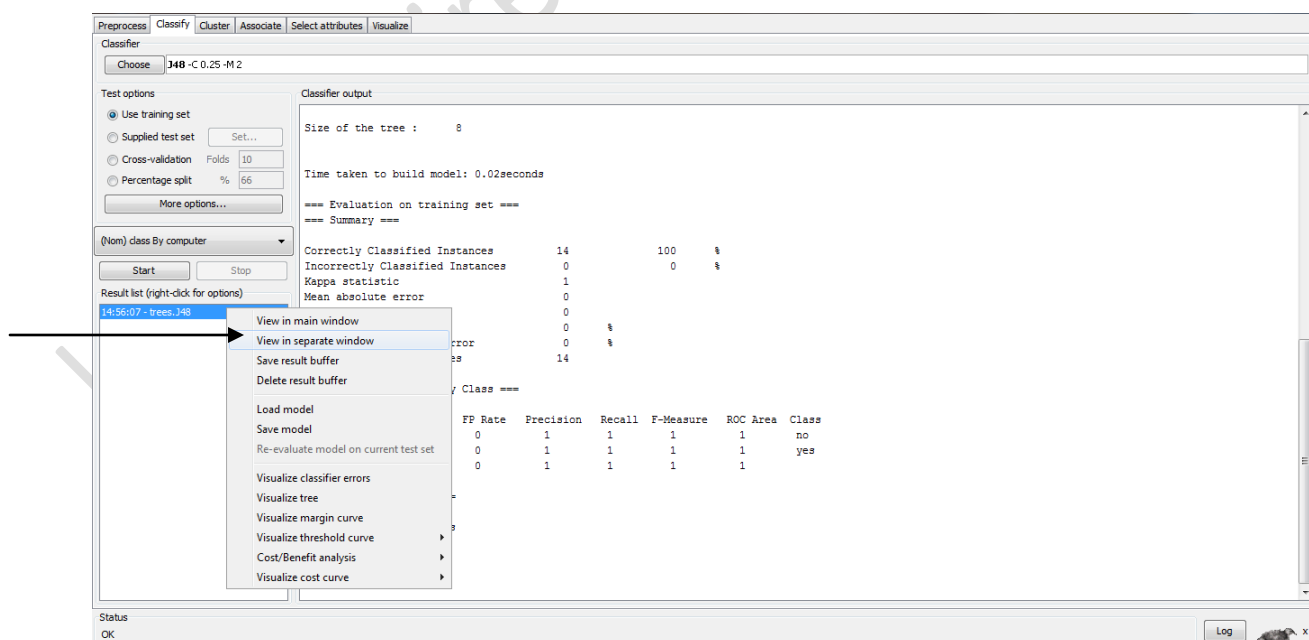 Preprocess Classify Cluster Associate Select attributes Visualize
Classifier
Choose J48 -C 0.25 -M 2
Test options
Use training set
Supplied test set Set...
Cross-validation Folds 10
Percentage split % 66
More options...
(Nom) class By computer
Start Stop
Result list (right-click for options)
14:56:07 - trees.J48
Classifier output
Size of the tree : 8
Time taken to build model: 0.02seconds
=== Evaluation on training set ===
=== Summary ===
Correctly Classified Instances 14 100 %
Incorrectly Classified Instances 0 0 %
Kappa statistic 1
Mean absolute error 0
0
0 %
0 %
14
Class ===
FP Rate Precision Recall F-Measure ROC Area Class
0 1 1 1 1 no
0 1 1 1 1 yes
0 1 1 1 1
View in main window
View in separate window
Save result buffer
Delete result buffer
Load model
Save model
Re-evaluate model on current test set
Visualize classifier errors
Visualize tree
Visualize margin curve
Visualize threshold curve
Cost/Benefit analysis
Visualize cost curve
Status
OK
Log
x